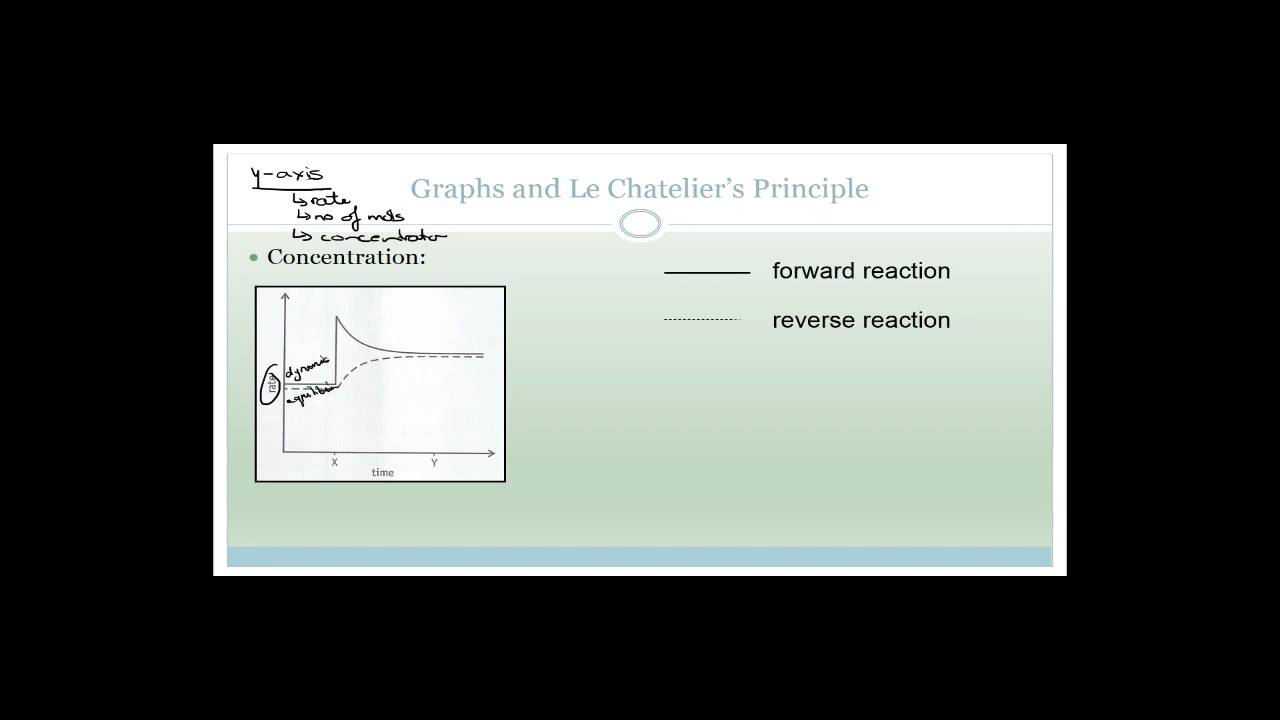 y-axis
↳ rate
↳ no of mols
↳ concentration
Graphs and Le Chatelier's Principle
• Concentration:
forward reaction
reverse reaction
rate
dynamic
equilibrium
X
Y
time